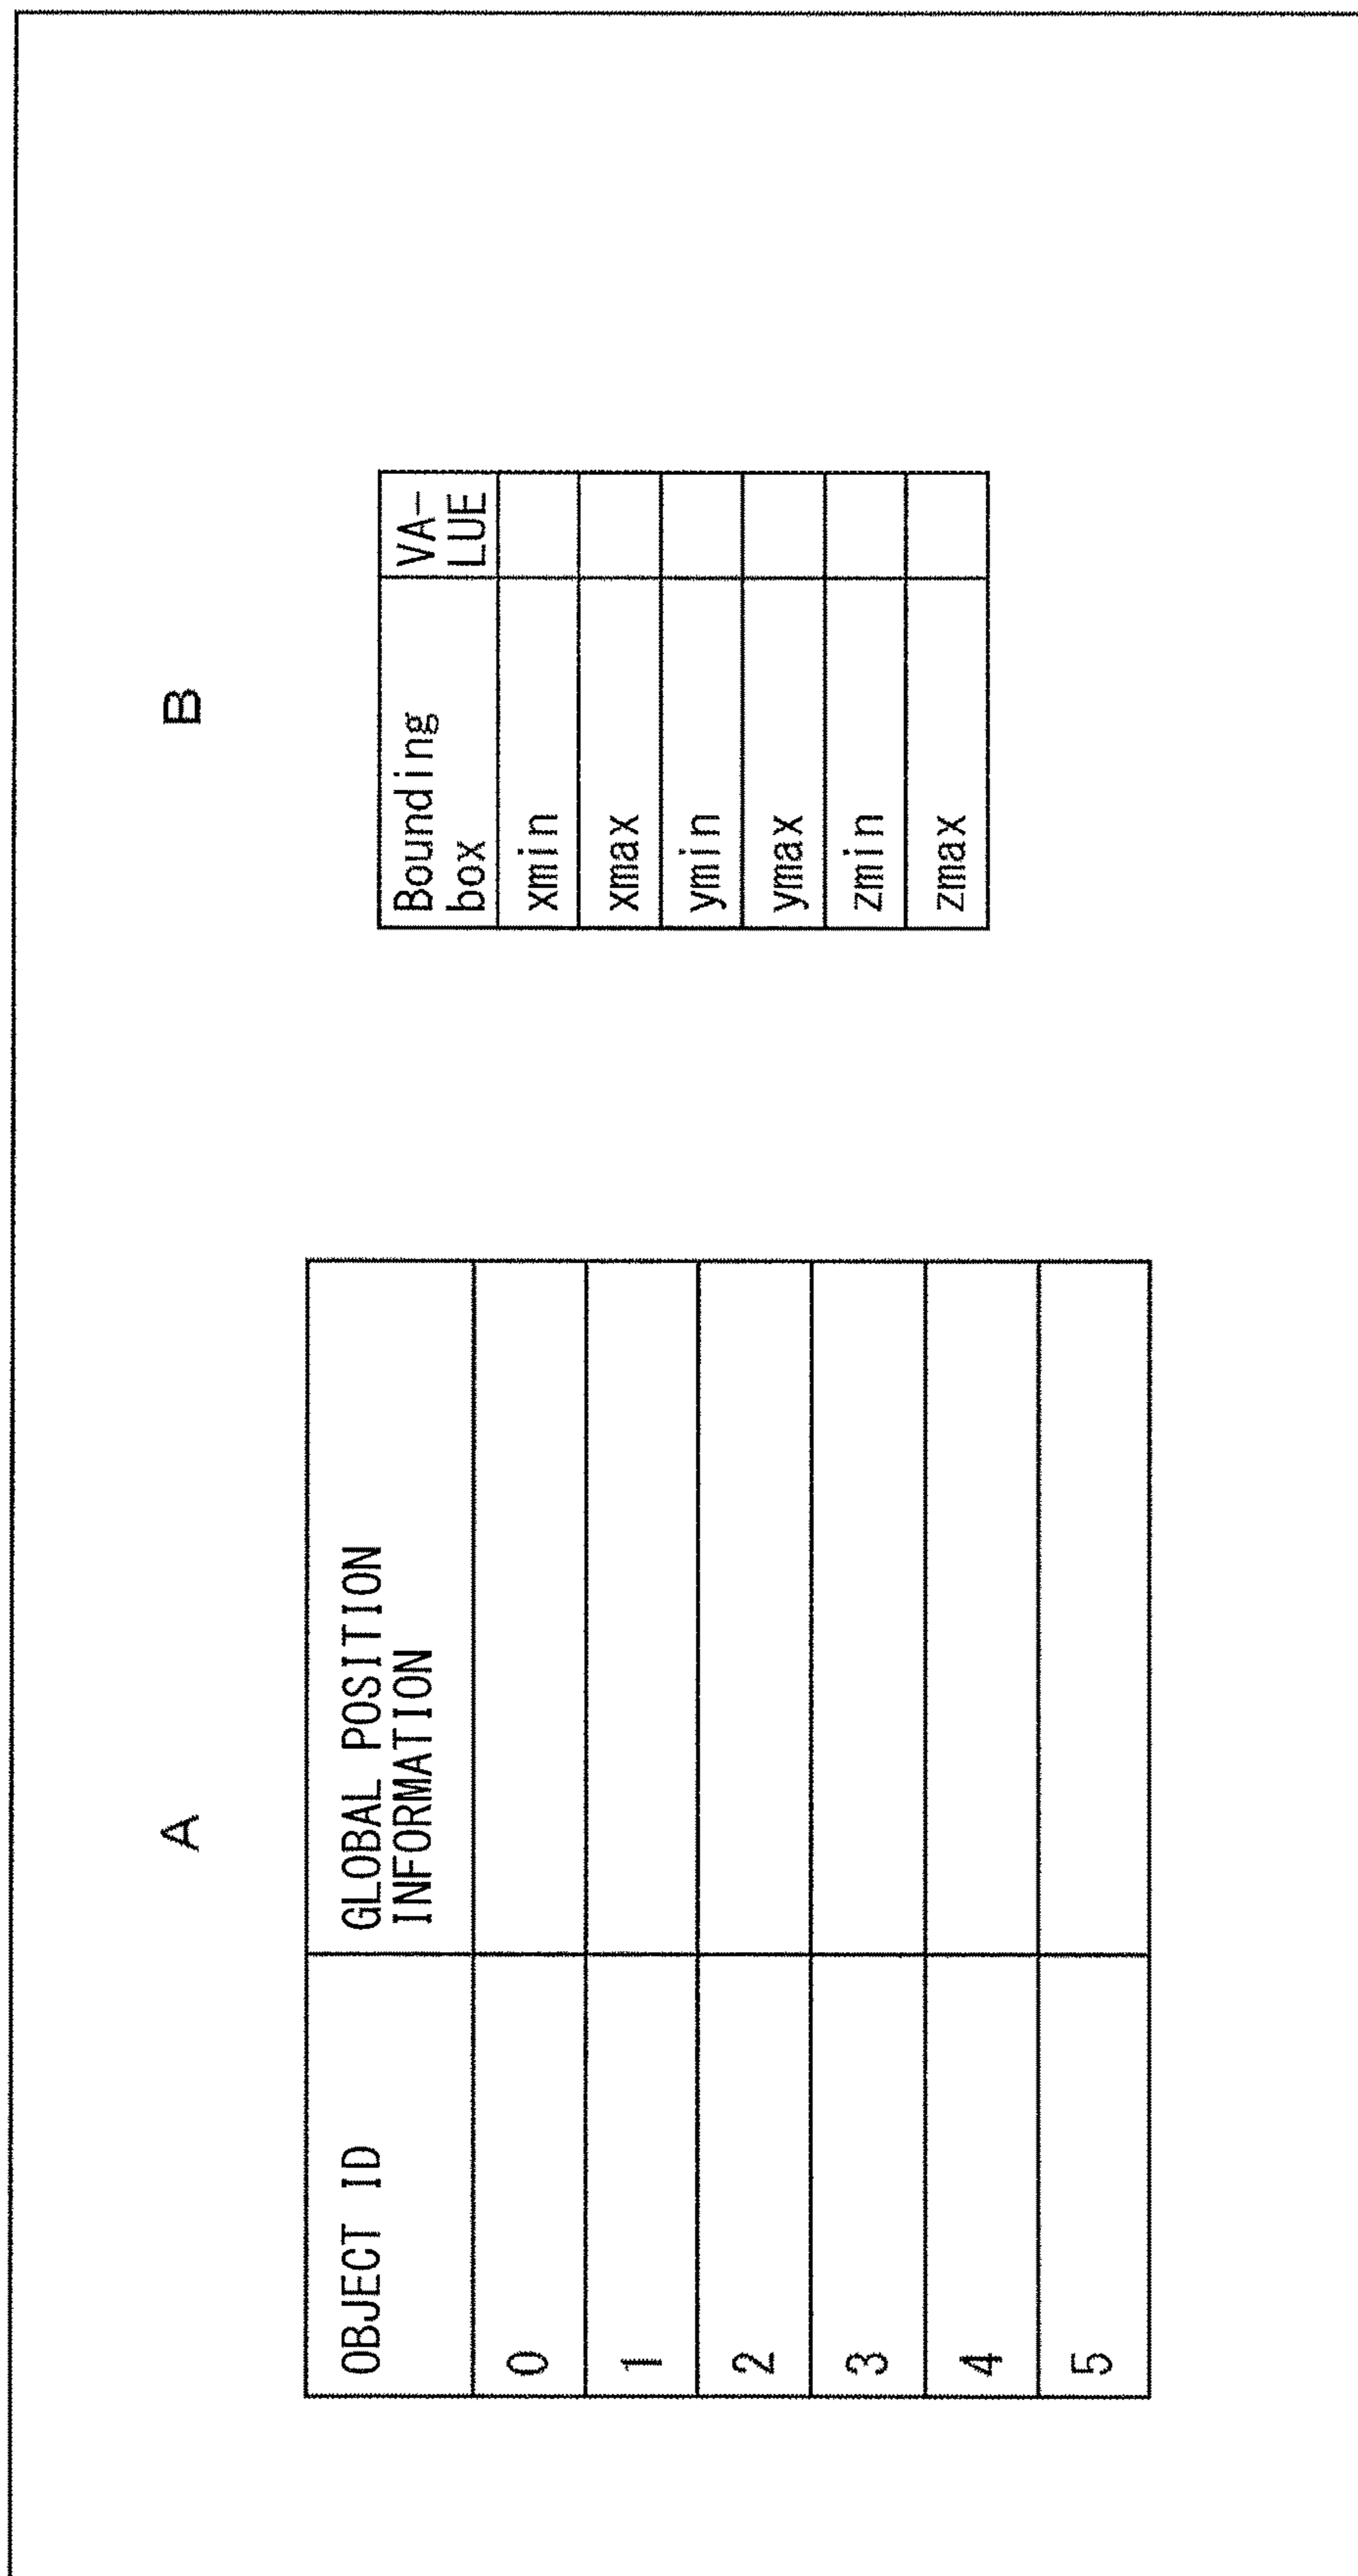 A
OBJECT ID
GLOBAL POSITION
INFORMATION
0
1
2
3
4
5
B
Bounding
box
VA-
LUE
xmin
xmax
ymin
ymax
zmin
zmax